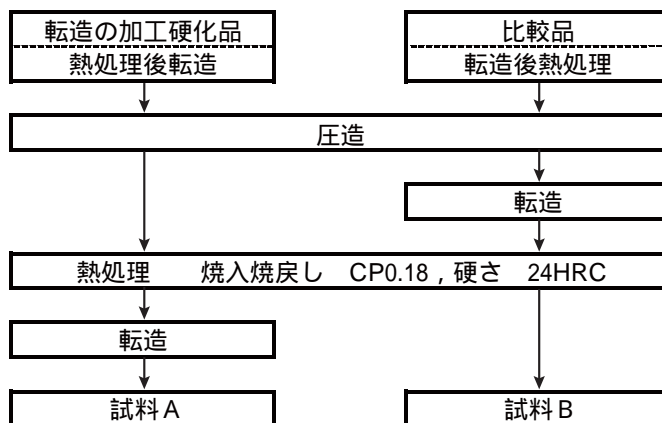 転造の加工硬化品
熱処理後転造
比較品
転造後熱処理
圧造
転造
熱処理　焼入焼戻し　CP0.18，硬さ　24HRC
転造
試料A
試料B